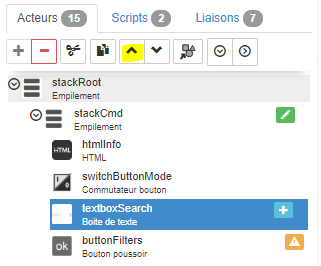 Acteurs 15 Scripts 2 Liaisons 7
stackRoot
Empilement
stackCmd
Empilement
HTML htmlInfo
HTML
switchButtonMode
Commutateur bouton
textboxSearch
Boite de texte
ok buttonFilters
Bouton poussoir